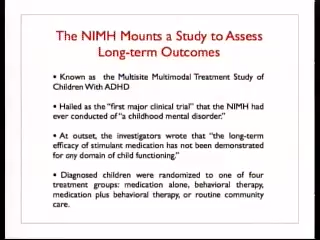 The NIMH Mounts a Study to Assess
Long-term Outcomes
• Known as the Multisite Multimodal Treatment Study of
Children With ADHD
• Hailed as the "first major clinical trial" that the NIMH had
ever conducted of "a childhood mental disorder."
• At outset, the investigators wrote that "the long-term
efficacy of stimulant medication has not been demonstrated
for any domain of child functioning."
• Diagnosed children were randomized to one of four
treatment groups: medication alone, behavioral therapy,
medication plus behavioral therapy, or routine community
care.